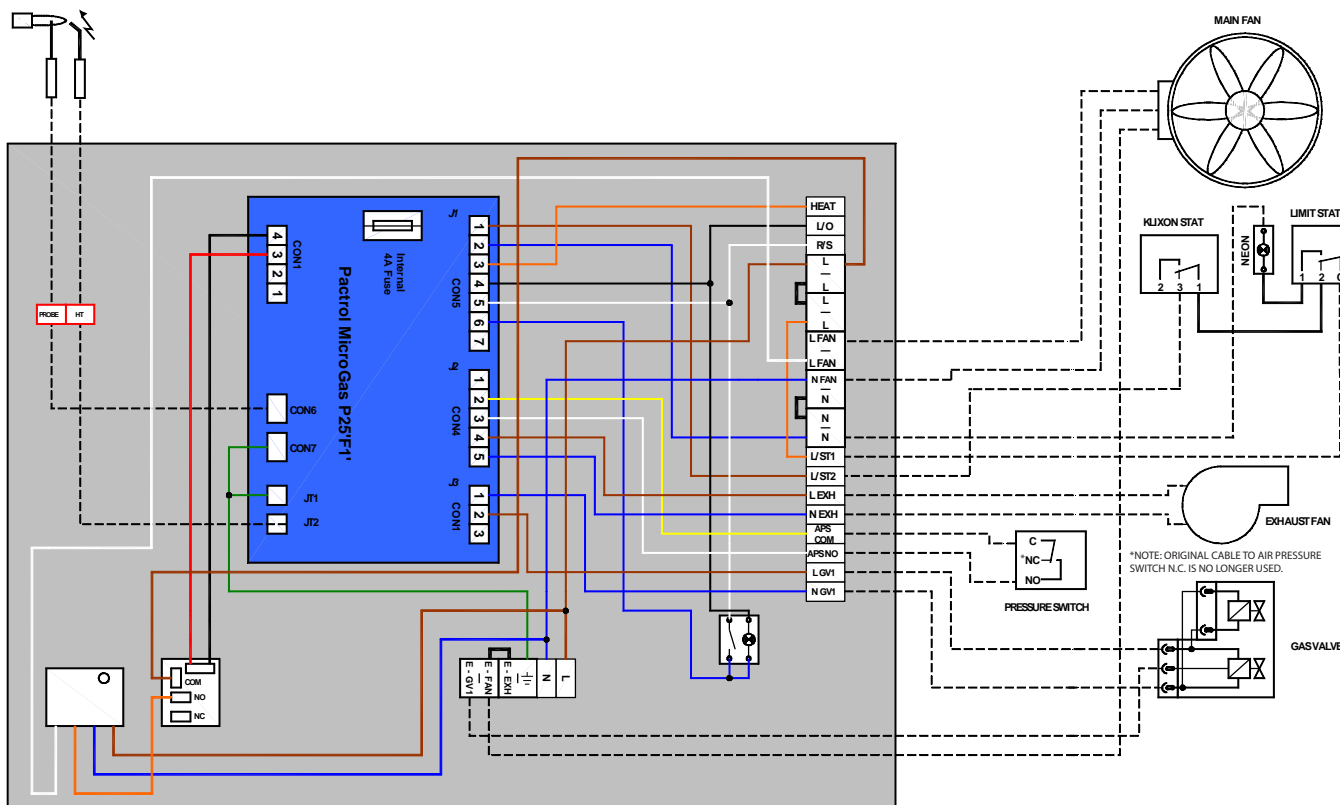 MAIN FAN
KLIXON STAT
2 3 1
NEON
LIMIT STAT
1 2
PROBE HT
4
3
2
1
CON1
Internal
4A Fuse
Pactrol MicroGas P25'F1'
CON6
CON7
JT1
JT2
J1
1
2
3
4
5
6
7
CON5
J2
1
2
3
4
5
CON4
J3
1
2
3
CON1
HEAT
L/O
R/S
L
L
L
L
L FAN
L FAN
N FAN
N
N
N
L/ST1
L/ST2
L EXH
N EXH
APS
COM
APS NO
L GV1
N GV1
EXHAUST FAN
*NOTE: ORIGINAL CABLE TO AIR PRESSURE
SWITCH N.C. IS NO LONGER USED.
C
*NC
NO
PRESSURE SWITCH
GAS VALVE
COM
NO
NC
E - GV1
E - FAN
E - EXH
N
L